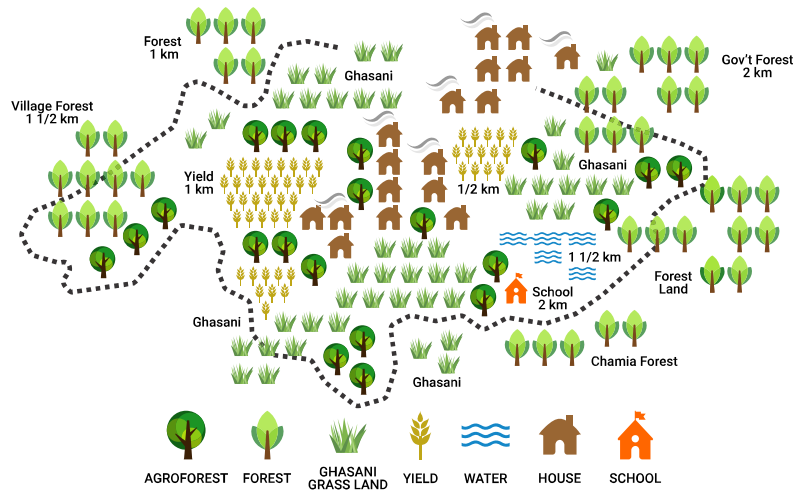 Forest
1 km
Ghasani
Gov't Forest
2 km
Village Forest
1 1/2 km
Yield
1 km
1/2 km
Ghasani
1 1/2 km
Forest
Land
School
2 km
Ghasani
Chamia Forest
Ghasani
AGROFOREST
FOREST
GHASANI
GRASS LAND
YIELD
WATER
HOUSE
SCHOOL